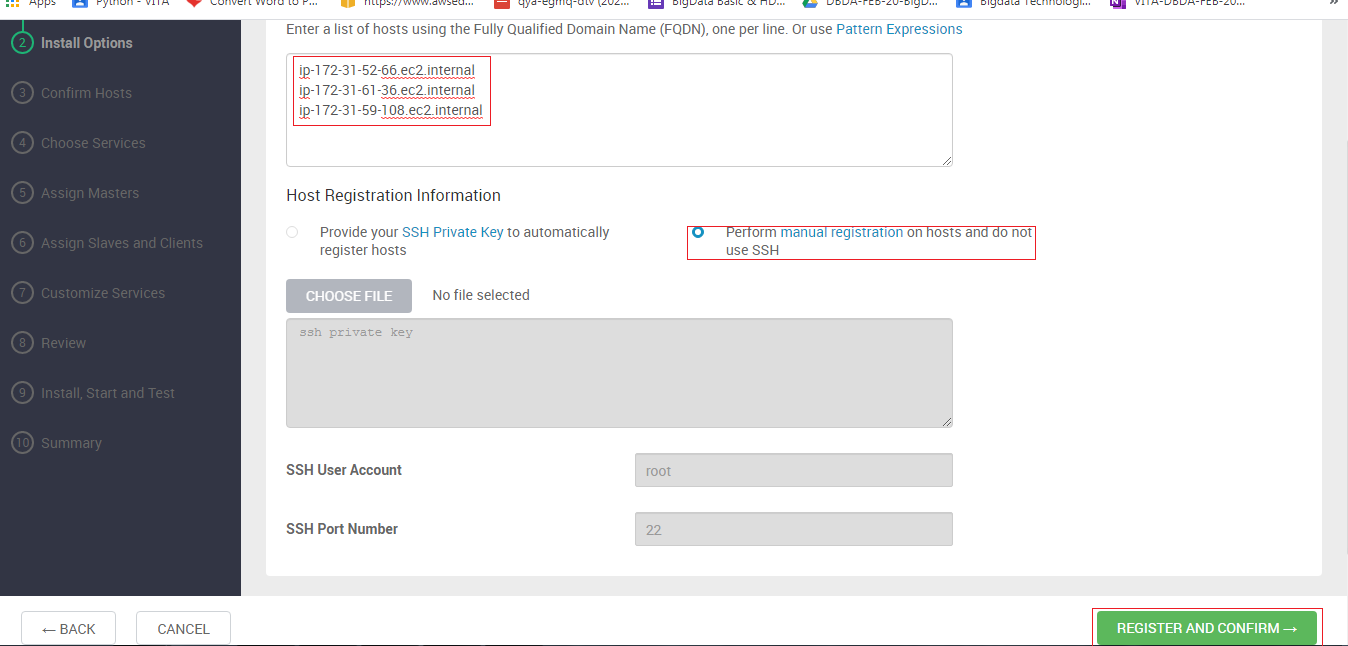 Apps Python - VITA Convert Word to P... https://www.awsed... qya-egmq-dtv (202... BigData Basic & HD... DBDA-FEB-20-BigD... Bigdata Technologi... VITA-DBDA-FEB-20... »
Enter a list of hosts using the Fully Qualified Domain Name (FQDN), one per line. Or use Pattern Expressions
2 Install Options
3 Confirm Hosts
4 Choose Services
5 Assign Masters
6 Assign Slaves and Clients
7 Customize Services
8 Review
9 Install, Start and Test
10 Summary
ip-172-31-52-66.ec2.internal
ip-172-31-61-36.ec2.internal
ip-172-31-59-108.ec2.internal
Host Registration Information
Provide your SSH Private Key to automatically
register hosts
Perform manual registration on hosts and do not
use SSH
CHOOSE FILE No file selected
ssh private key
SSH User Account root
SSH Port Number 22
← BACK CANCEL REGISTER AND CONFIRM →